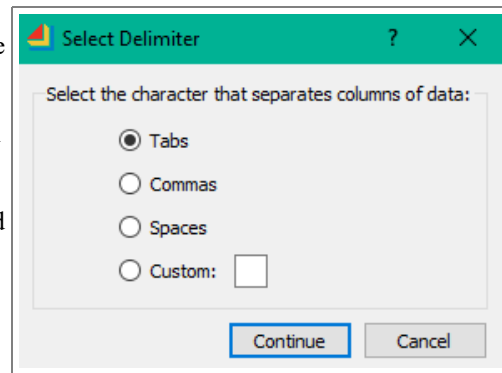 Select Delimiter ? ×
Select the character that separates columns of data:
Tabs
Commas
Spaces
Custom:
Continue Cancel